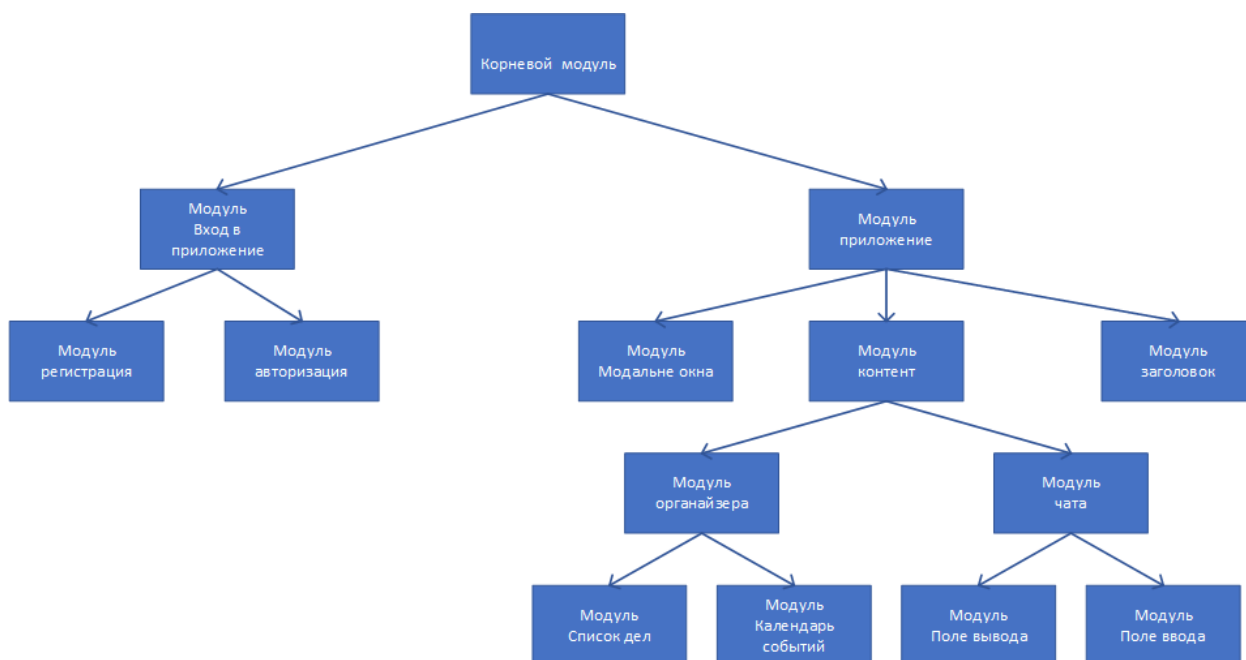 Корневой модуль
Модуль
Вход в
приложение
Модуль
приложение
Модуль
регистрация
Модуль
авторизация
Модуль
Модальне окна
Модуль
контент
Модуль
заголовок
Модуль
органайзера
Модуль
чата
Модуль
Список дел
Модуль
Календарь
событий
Модуль
Поле вывода
Модуль
Поле ввода